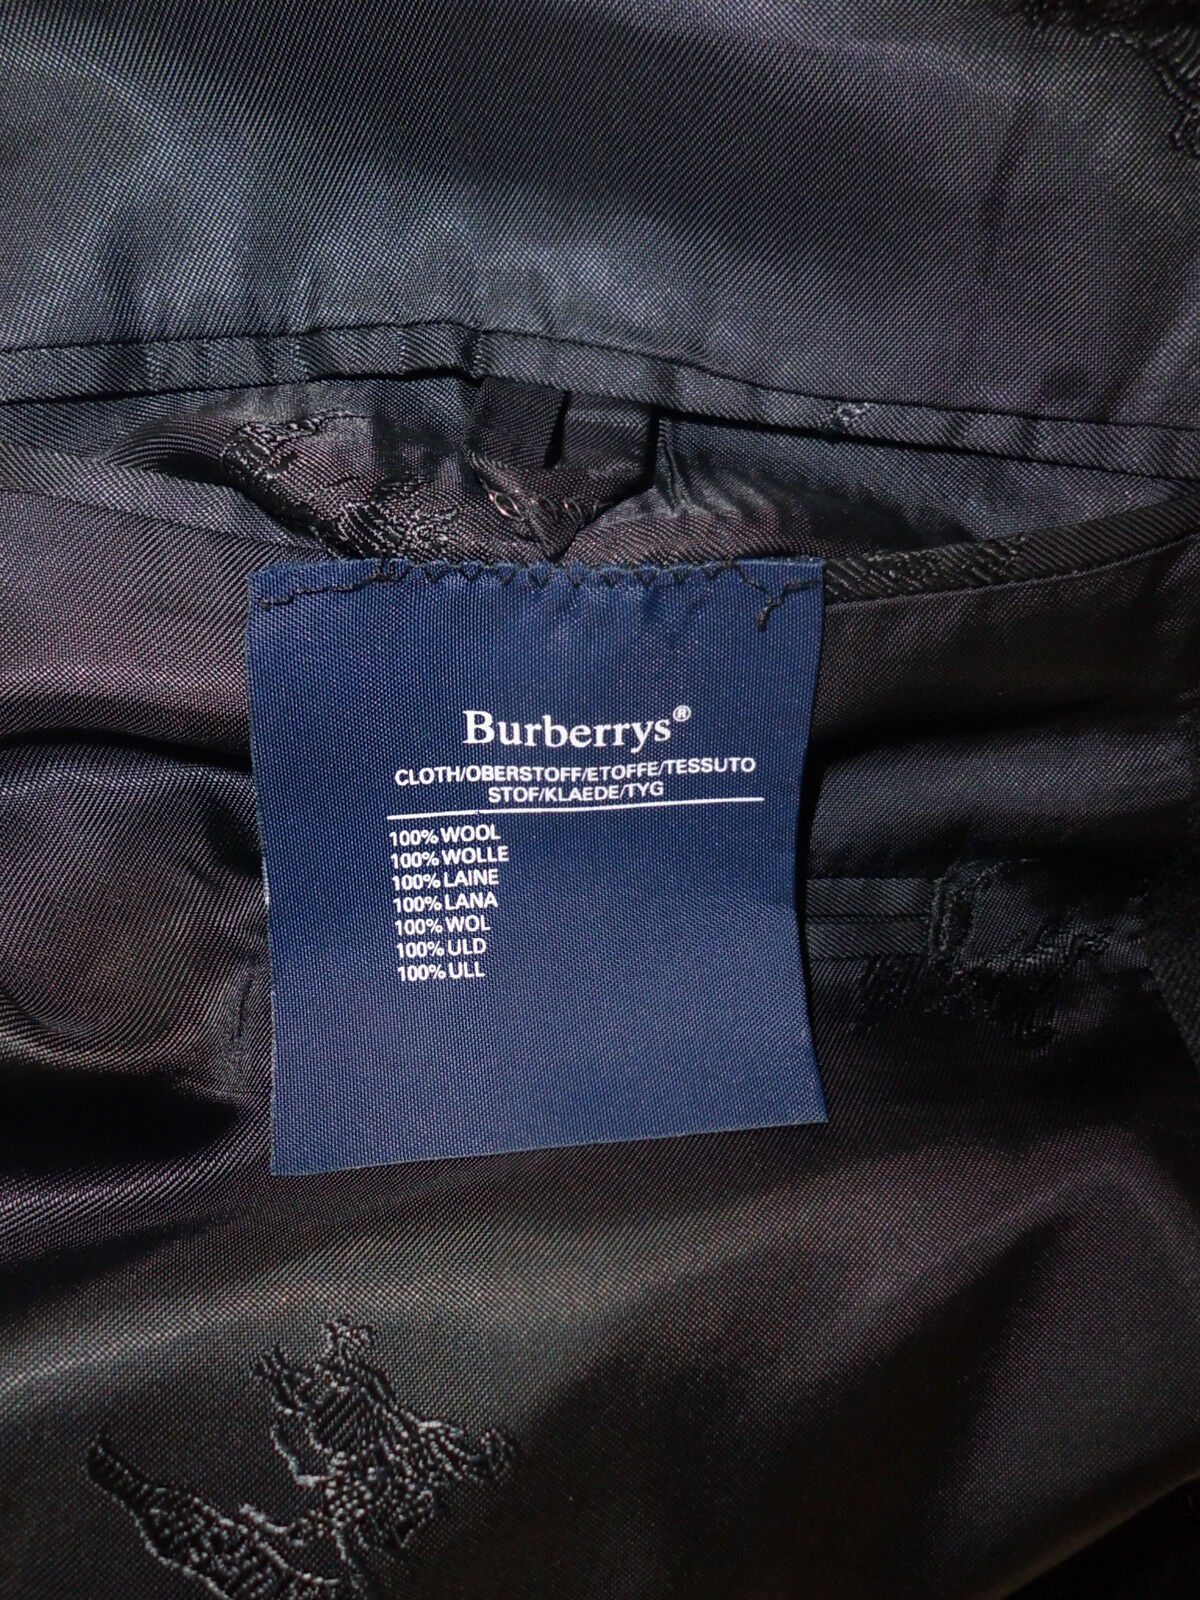 Burberrys®
CLOTH/OBERSTOFF/ETOFFE/TESSUTO
STOF/KLAEDE/TYG
100% WOOL
100% WOLLE
100% LAINE
100% LANA
100% WOL
100% ULD
100% ULL